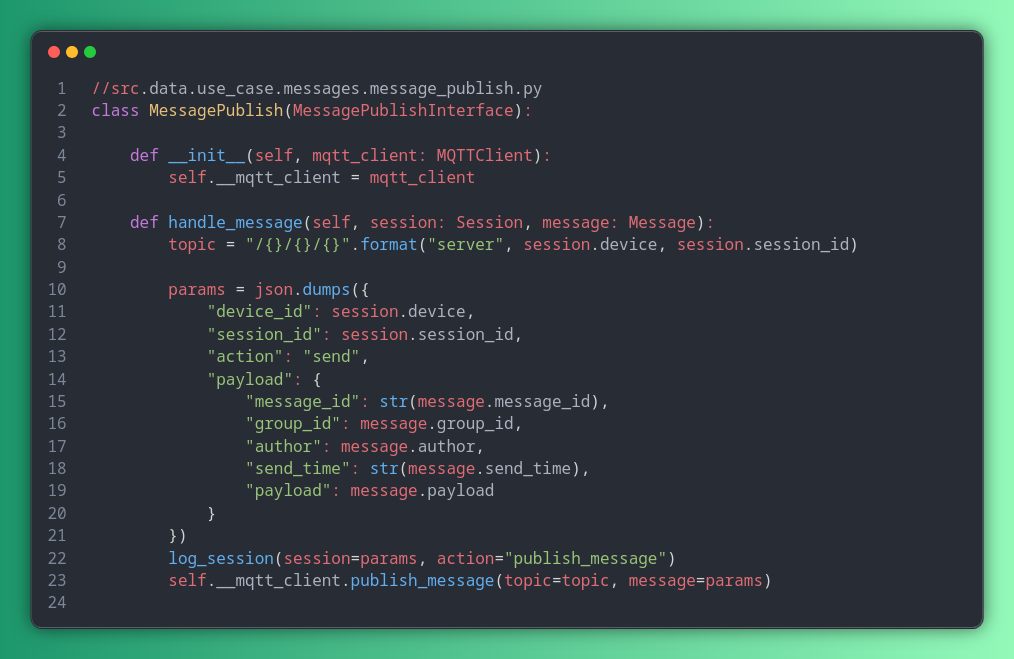 1 //src.data.use_case.messages.message_publish.py
2 class MessagePublish(MessagePublishInterface):
3
4     def __init__(self, mqtt_client: MQTTClient):
5         self.__mqtt_client = mqtt_client
6
7     def handle_message(self, session: Session, message: Message):
8         topic = "/{}/{}/{}".format("server", session.device, session.session_id)
9
10         params = json.dumps({
11             "device_id": session.device,
12             "session_id": session.session_id,
13             "action": "send",
14             "payload": {
15                 "message_id": str(message.message_id),
16                 "group_id": message.group_id,
17                 "author": message.author,
18                 "send_time": str(message.send_time),
19                 "payload": message.payload
20             }
21         })
22         log_session(session=params, action="publish_message")
23         self.__mqtt_client.publish_message(topic=topic, message=params)
24